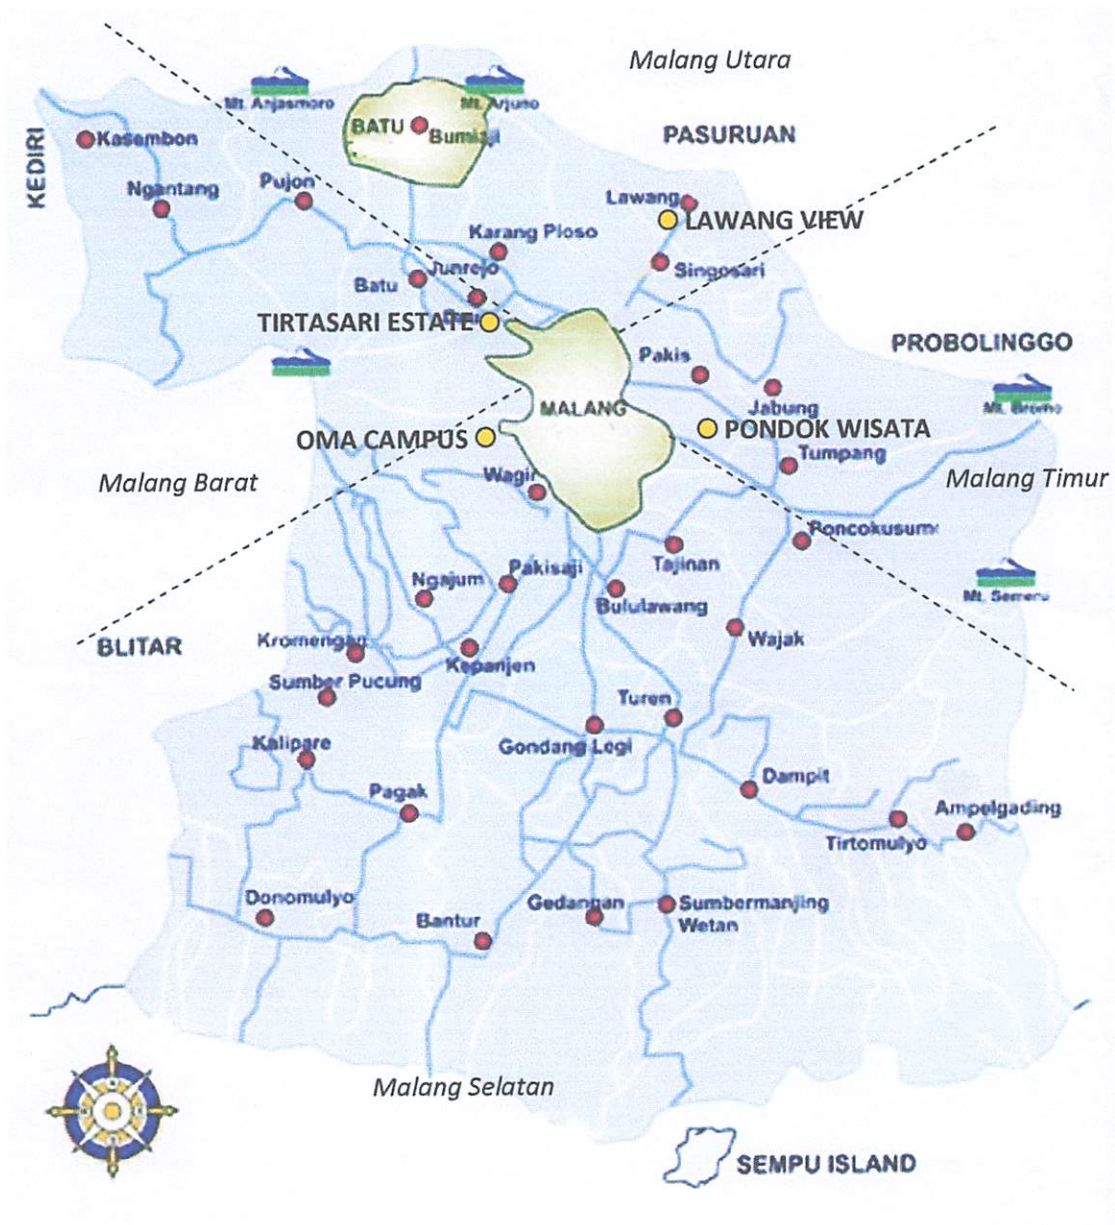 Malang Utara
Mt. Anjasmoro
Mt. Arjuno
BATU
Bumiaji
PASURUAN
KEDIRI
Kasembon
Ngantang
Pujon
Lawang
LAWANG VIEW
Karang Ploso
Singosari
Junrejo
Batu
TIRTASARI ESTATE
PROBOLINGGO
Pakis
Jabung
Mt. Bromo
MALANG
OMA CAMPUS
PONDOK WISATA
Tumpang
Malang Barat
Wagir
Malang Timur
Poncokusumo
Tajinan
Pakisaji
Ngajum
Bululawang
Mt. Semeru
Wajak
BLITAR
Kromengan
Kepanjen
Sumber Pucung
Turen
Kalipare
Gondang Legi
Dampit
Pagak
Ampelgading
Tirtomulyo
Donomulyo
Bantur
Gedangan
Sumbermanjing
Wetan
Malang Selatan
SEMPU ISLAND